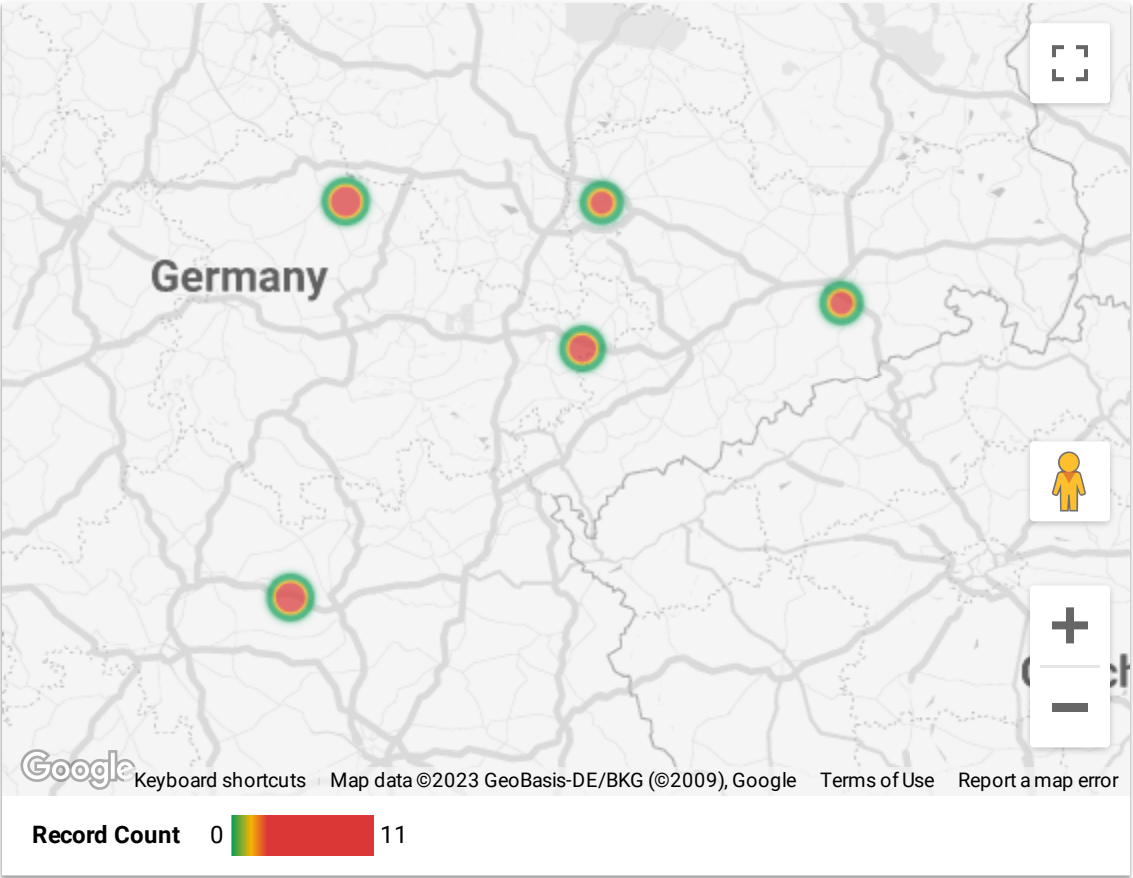 Germany
Google
Keyboard shortcuts Map data ©2023 GeoBasis-DE/BKG (©2009), Google Terms of Use Report a map error
Record Count 0 11